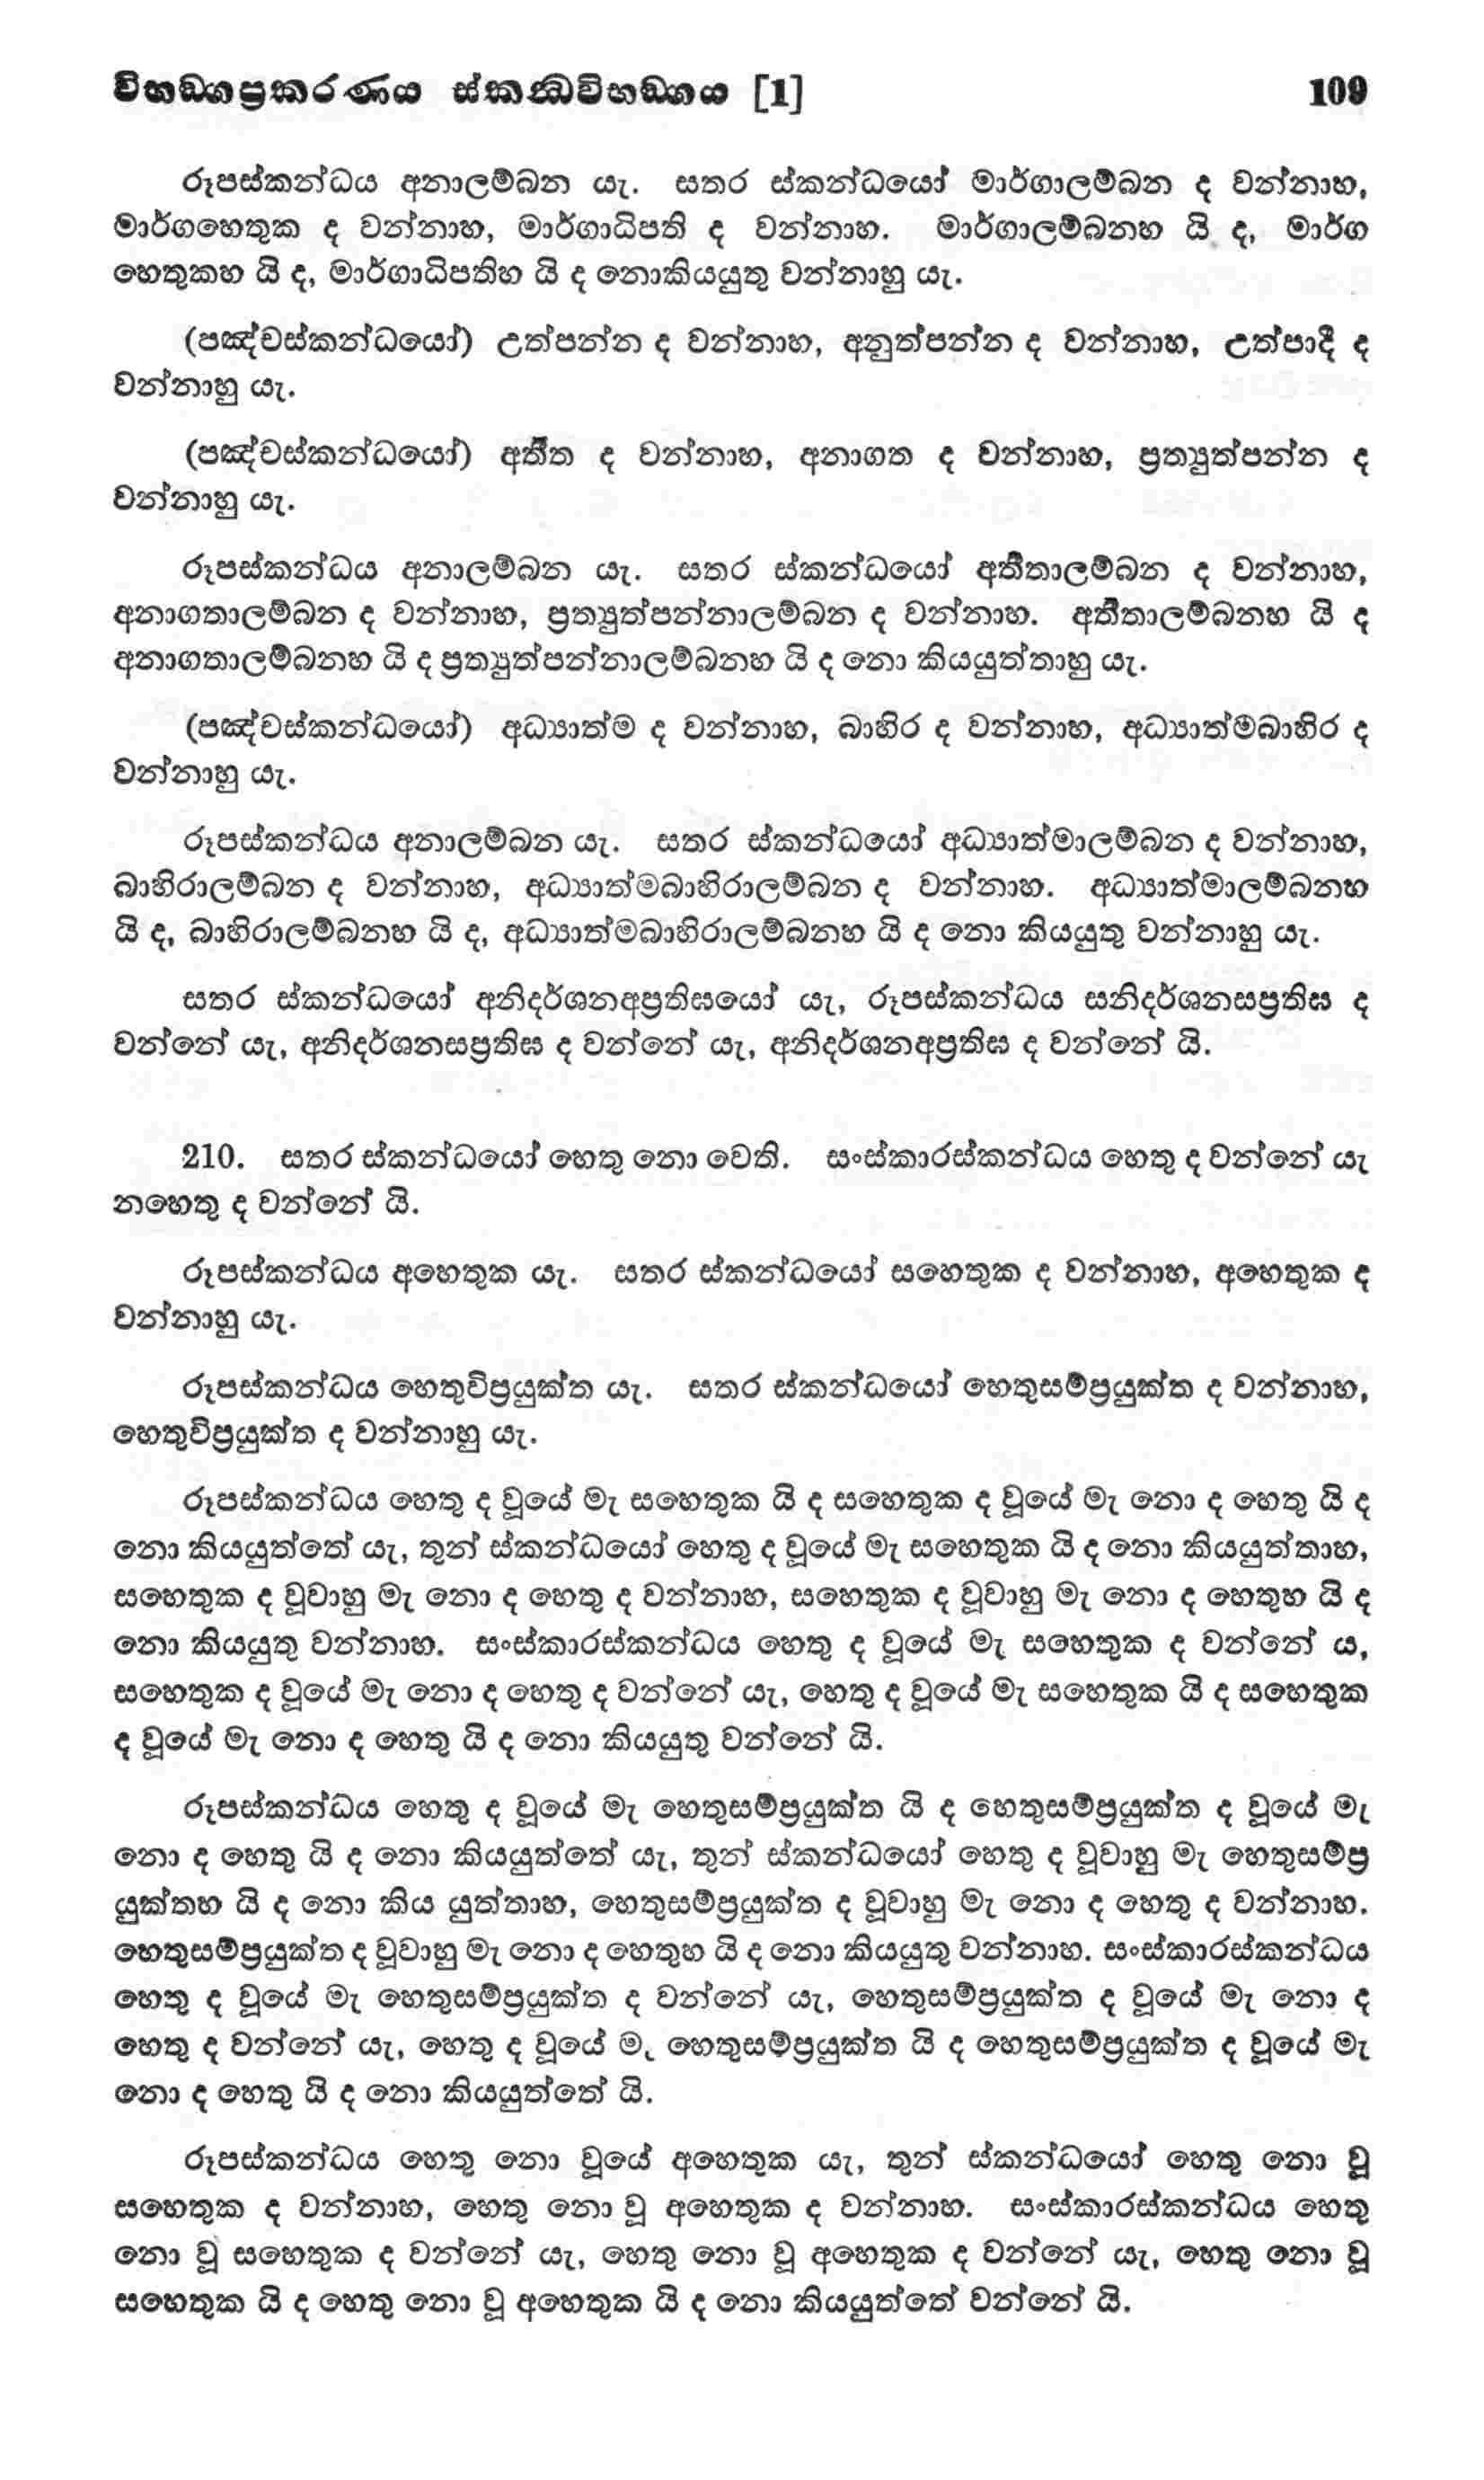 විභඞ්ගප්‍රකරණය ස්කන්‍ධවිභඞ්ගය [1] 109
රූපස්කන්ධය අනාලම්බන යැ. සතර ස්කන්ධයෝ මාර්ගාලම්බන ද වන්නාහ,
මාර්ගහෙතුක ද වන්නාහ, මාර්ගාධිපති ද වන්නාහ. මාර්ගාලම්බනහ යි ද, මාර්ග
හෙතුකහ යි ද, මාර්ගාධිපතිහ යි ද නොකියයුතු වන්නාහු යැ.
(පඤ්චස්කන්ධයෝ) උත්පන්න ද වන්නාහ, අනුත්පන්න ද වන්නාහ, උත්පාදී ද
වන්නාහු යැ.
(පඤ්චස්කන්ධයෝ) අතීත ද වන්නාහ, අනාගත ද වන්නාහ, ප්‍රත්‍යුත්පන්න ද
වන්නාහු යැ.
රූපස්කන්ධය අනාලම්බන යැ. සතර ස්කන්ධයෝ අතීතාලම්බන ද වන්නාහ,
අනාගතාලම්බන ද වන්නාහ, ප්‍රත්‍යුත්පන්නාලම්බන ද වන්නාහ. අතීතාලම්බනහ යි ද
අනාගතාලම්බනහ යි ද ප්‍රත්‍යුත්පන්නාලම්බනහ යි ද නො කියයුත්තාහු යැ.
(පඤ්චස්කන්ධයෝ) අධ්‍යාත්ම ද වන්නාහ, බාහිර ද වන්නාහ, අධ්‍යාත්මබාහිර ද
වන්නාහු යැ.
රූපස්කන්ධය අනාලම්බන යැ. සතර ස්කන්ධයෝ අධ්‍යාත්මාලම්බන ද වන්නාහ,
බාහිරාලම්බන ද වන්නාහ, අධ්‍යාත්මබාහිරාලම්බන ද වන්නාහ. අධ්‍යාත්මාලම්බනහ
යි ද, බාහිරාලම්බනහ යි ද, අධ්‍යාත්මබාහිරාලම්බනහ යි ද නො කියයුතු වන්නාහු යැ.
සතර ස්කන්ධයෝ අනිදර්ශනඅප්‍රතිඝයෝ යැ, රූපස්කන්ධය සනිදර්ශනසප්‍රතිඝ ද
වන්නේ යැ, අනිදර්ශනසප්‍රතිඝ ද වන්නේ යැ, අනිදර්ශනඅප්‍රතිඝ ද වන්නේ යි.
210. සතර ස්කන්ධයෝ හෙතු නො වෙති. සංස්කාරස්කන්ධය හෙතු ද වන්නේ යැ
නහෙතු ද වන්නේ යි.
රූපස්කන්ධය අහෙතුක යැ. සතර ස්කන්ධයෝ සහෙතුක ද වන්නාහ, අහෙතුක ද
වන්නාහු යැ.
රූපස්කන්ධය හෙතුවිප්‍රයුක්ත යැ. සතර ස්කන්ධයෝ හෙතුසම්ප්‍රයුක්ත ද වන්නාහ,
හෙතුවිප්‍රයුක්ත ද වන්නාහු යැ.
රූපස්කන්ධය හෙතු ද වූයේ මැ සහෙතුක යි ද සහෙතුක ද වූයේ මැ නො ද හෙතු යි ද
නො කියයුත්තේ යැ, තුන් ස්කන්ධයෝ හෙතු ද වූයේ මැ සහෙතුක යි ද නො කියයුත්තාහ,
සහෙතුක ද වූවාහු මැ නො ද හෙතු ද වන්නාහ, සහෙතුක ද වූවාහු මැ නො ද හෙතුහ යි ද
නො කියයුතු වන්නාහ. සංස්කාරස්කන්ධය හෙතු ද වූයේ මැ සහෙතුක ද වන්නේ ය,
සහෙතුක ද වූයේ මැ නො ද හෙතු ද වන්නේ යැ, හෙතු ද වූයේ මැ සහෙතුක යි ද සහෙතුක
ද වූයේ මැ නො ද හෙතු යි ද නො කියයුතු වන්නේ යි.
රූපස්කන්ධය හෙතු ද වූයේ මැ හෙතුසම්ප්‍රයුක්ත යි ද හෙතුසම්ප්‍රයුක්ත ද වූයේ මැ
නො ද හෙතු යි ද නො කියයුත්තේ යැ, තුන් ස්කන්ධයෝ හෙතු ද වූවාහු මැ හෙතුසම්ප්‍ර
යුක්තහ යි ද නො කිය යුත්තාහ, හෙතුසම්ප්‍රයුක්ත ද වූවාහු මැ නො ද හෙතු ද වන්නාහ.
හෙතුසම්ප්‍රයුක්ත ද වූවාහු මැ නො ද හෙතුහ යි ද නො කියයුතු වන්නාහ. සංස්කාරස්කන්ධය
හෙතු ද වූයේ මැ හෙතුසම්ප්‍රයුක්ත ද වන්නේ යැ, හෙතුසම්ප්‍රයුක්ත ද වූයේ මැ නො ද
හෙතු ද වන්නේ යැ, හෙතු ද වූයේ මැ හෙතුසම්ප්‍රයුක්ත යි ද හෙතුසම්ප්‍රයුක්ත ද වූයේ මැ
නො ද හෙතු යි ද නො කියයුත්තේ යි.
රූපස්කන්ධය හෙතු නො වූයේ අහෙතුක යැ, තුන් ස්කන්ධයෝ හෙතු නො වූ
සහෙතුක ද වන්නාහ, හෙතු නො වූ අහෙතුක ද වන්නාහ. සංස්කාරස්කන්ධය හෙතු
නො වූ සහෙතුක ද වන්නේ යැ, හෙතු නො වූ අහෙතුක ද වන්නේ යැ, හෙතු නො වූ
සහෙතුක යි ද හෙතු නො වූ අහෙතුක යි ද නො කියයුත්තේ වන්නේ යි.